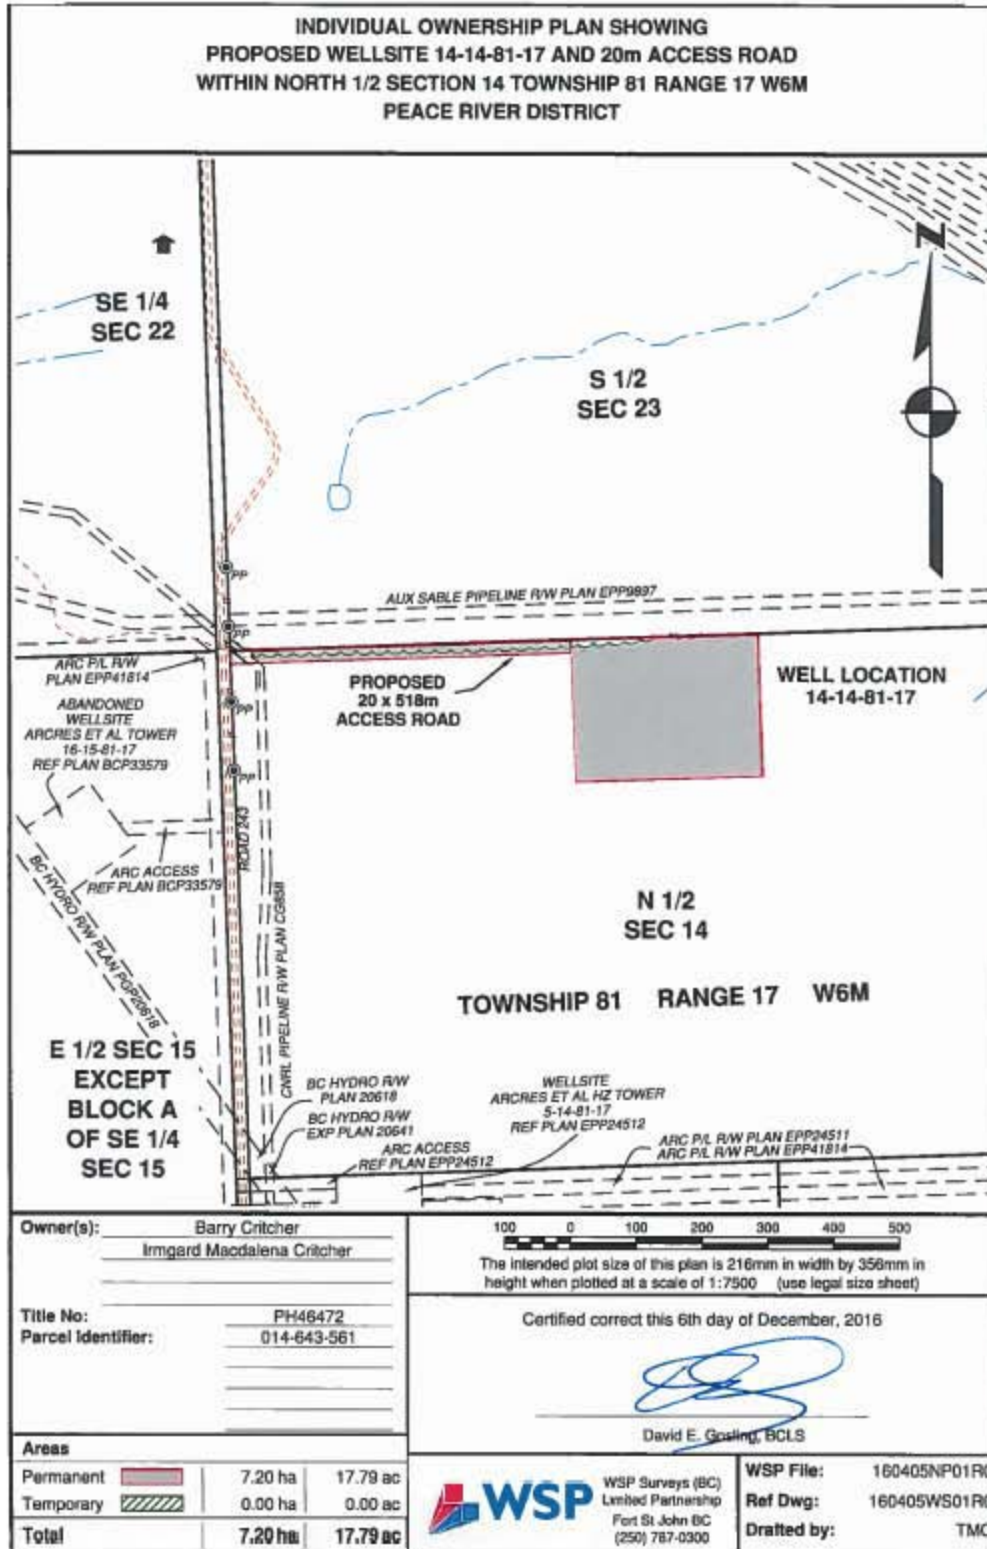 INDIVIDUAL OWNERSHIP PLAN SHOWING
PROPOSED WELLSITE 14-14-81-17 AND 20m ACCESS ROAD
WITHIN NORTH 1/2 SECTION 14 TOWNSHIP 81 RANGE 17 W6M
PEACE RIVER DISTRICT
N
SE 1/4
SEC 22
S 1/2
SEC 23
PP
AUX SABLE PIPELINE R/W PLAN EPP9897
PP
ARC P/L R/W
PLAN EPP41814
PROPOSED
20 x 518m
ACCESS ROAD
WELL LOCATION
14-14-81-17
ABANDONED
WELLSITE
ARCRES ET AL TOWER
16-15-81-17
REF PLAN BCP33579
PP
PP
ROAD 243
ARC ACCESS
REF PLAN BCP33579
BC HYDRO R/W PLAN PGP20618
CNRL PIPELINE R/W PLAN CG858
N 1/2
SEC 14
TOWNSHIP 81 RANGE 17 W6M
E 1/2 SEC 15
EXCEPT
BLOCK A
OF SE 1/4
SEC 15
BC HYDRO R/W
PLAN 20618
BC HYDRO R/W
EXP PLAN 20641
ARC ACCESS
REF PLAN EPP24512
WELLSITE
ARCRES ET AL HZ TOWER
5-14-81-17
REF PLAN EPP24512
ARC P/L R/W PLAN EPP24511
ARC P/L R/W PLAN EPP41814
Owner(s): Barry Critcher
Irmgard Macdalena Critcher
Title No: PH46472
Parcel Identifier: 014-643-561
Areas
Permanent 7.20 ha 17.79 ac
Temporary 0.00 ha 0.00 ac
Total 7.20 ha 17.79 ac
100 0 100 200 300 400 500
The intended plot size of this plan is 216mm in width by 356mm in
height when plotted at a scale of 1:7500 (use legal size sheet)
Certified correct this 6th day of December, 2016
David E. Gosling, BCLS
WSP
WSP Surveys (BC)
Limited Partnership
Fort St John BC
(250) 787-0300
WSP File: 160405NP01R0
Ref Dwg: 160405WS01R0
Drafted by: TMC